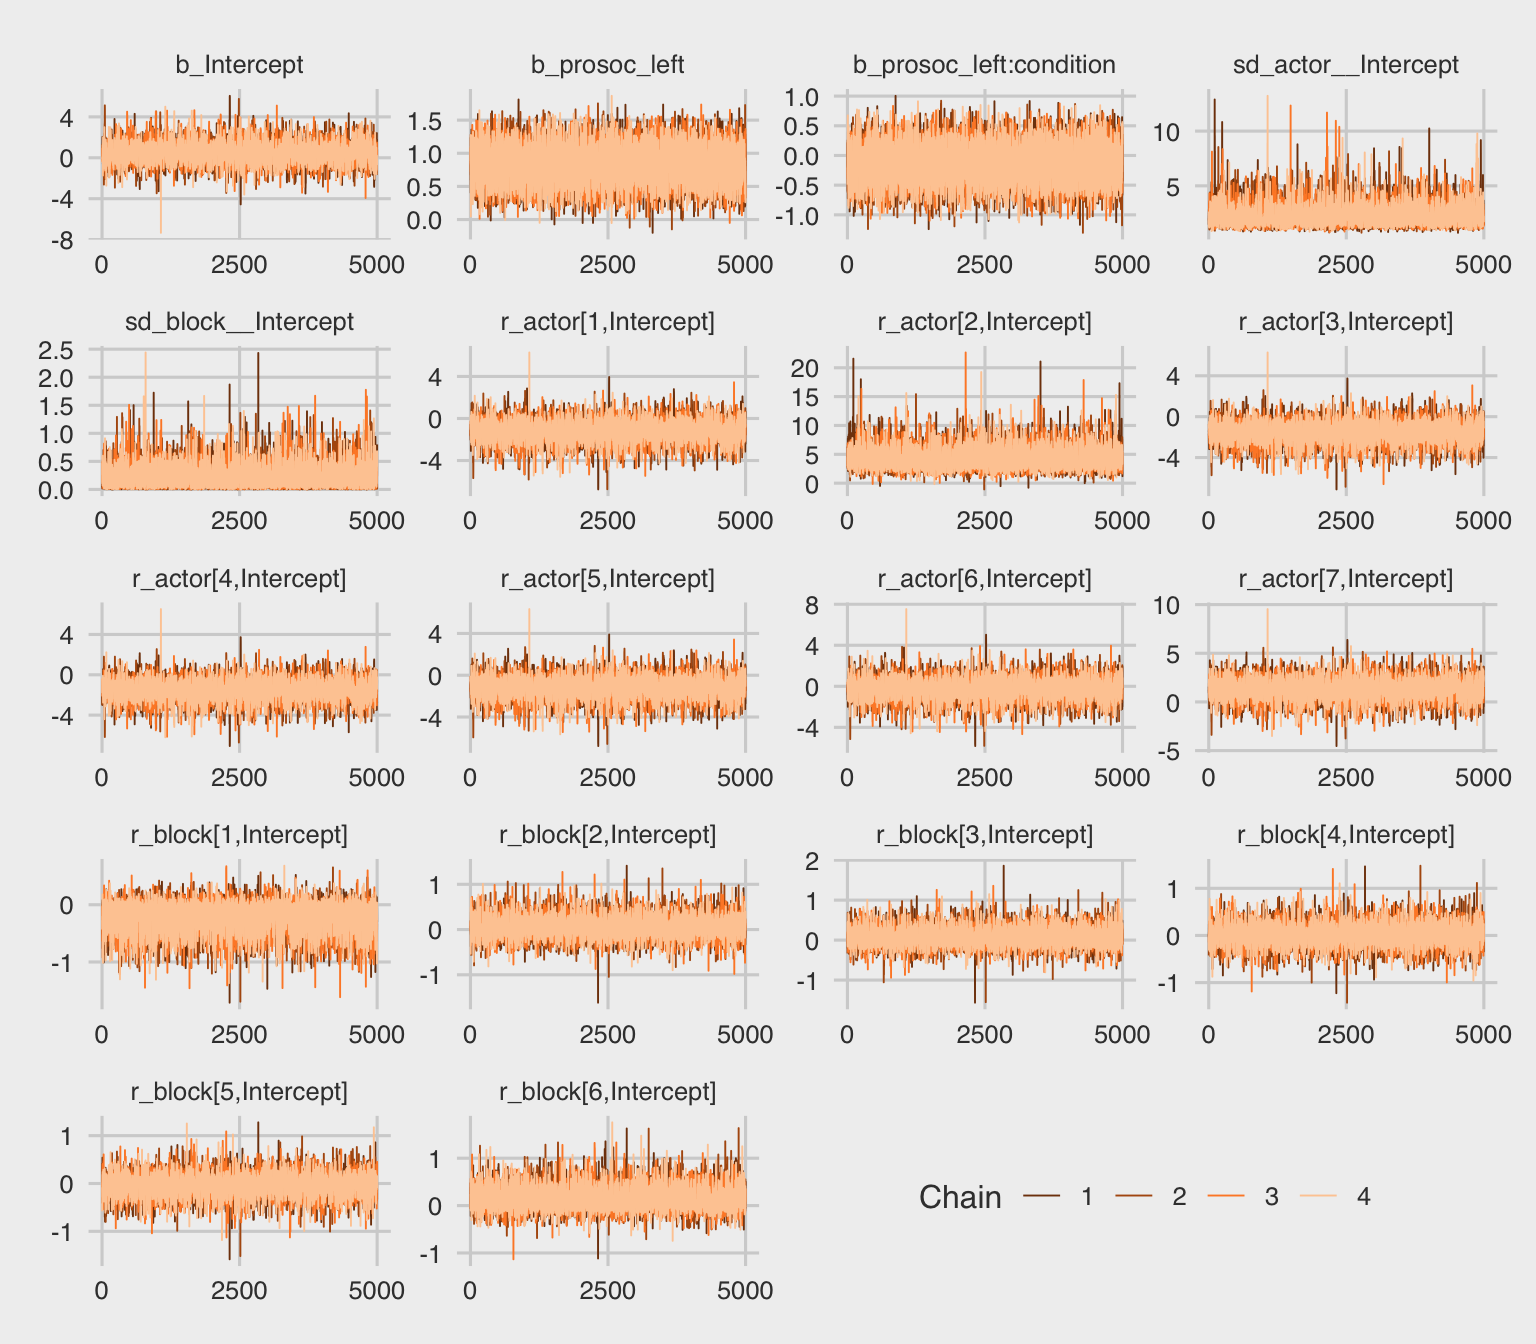 b_Intercept b_prosoc_left b_prosoc_left:condition sd_actor__Intercept
4 0 -4 -8 1.5 1.0 0.5 0.0 1.0 0.5 0.0 -0.5 -1.0 10 5
0 2500 5000 0 2500 5000 0 2500 5000 0 2500 5000
sd_block__Intercept r_actor[1,Intercept] r_actor[2,Intercept] r_actor[3,Intercept]
2.5 2.0 1.5 1.0 0.5 0.0 4 0 -4 20 15 10 5 0 4 0 -4
0 2500 5000 0 2500 5000 0 2500 5000 0 2500 5000
r_actor[4,Intercept] r_actor[5,Intercept] r_actor[6,Intercept] r_actor[7,Intercept]
4 0 -4 4 0 -4 8 4 0 -4 10 5 0 -5
0 2500 5000 0 2500 5000 0 2500 5000 0 2500 5000
r_block[1,Intercept] r_block[2,Intercept] r_block[3,Intercept] r_block[4,Intercept]
0 -1 1 0 -1 2 1 0 -1 1 0 -1
0 2500 5000 0 2500 5000 0 2500 5000 0 2500 5000
r_block[5,Intercept] r_block[6,Intercept]
1 0 -1 1 0 -1
0 2500 5000 0 2500 5000
Chain 1 2 3 4